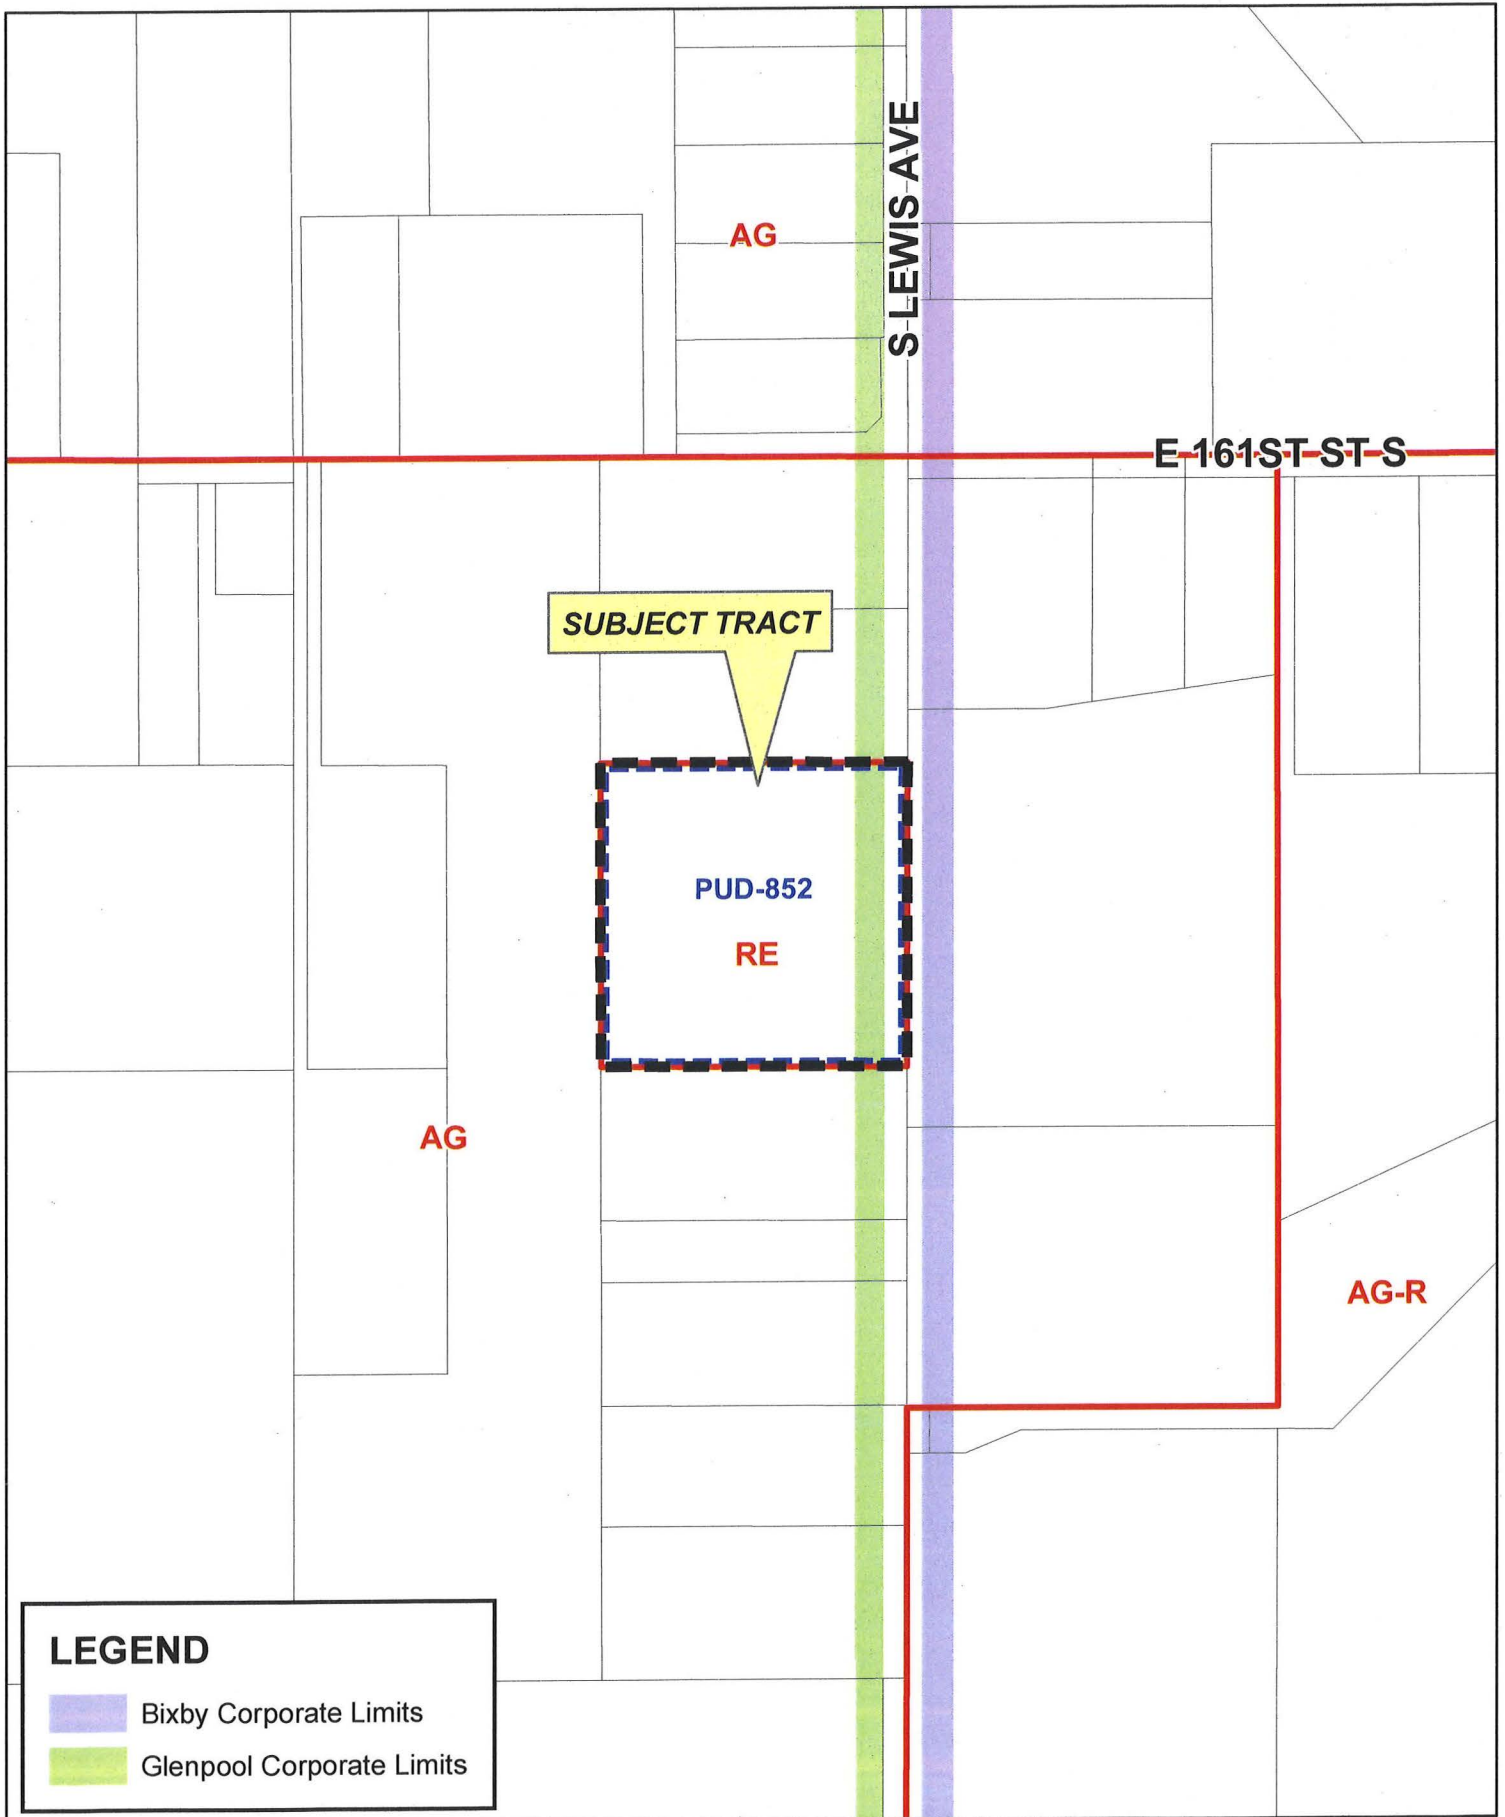 S LEWIS AVE
AG
E 161ST ST S
SUBJECT TRACT
PUD-852
RE
AG
AG-R
LEGEND
Bixby Corporate Limits
Glenpool Corporate Limits